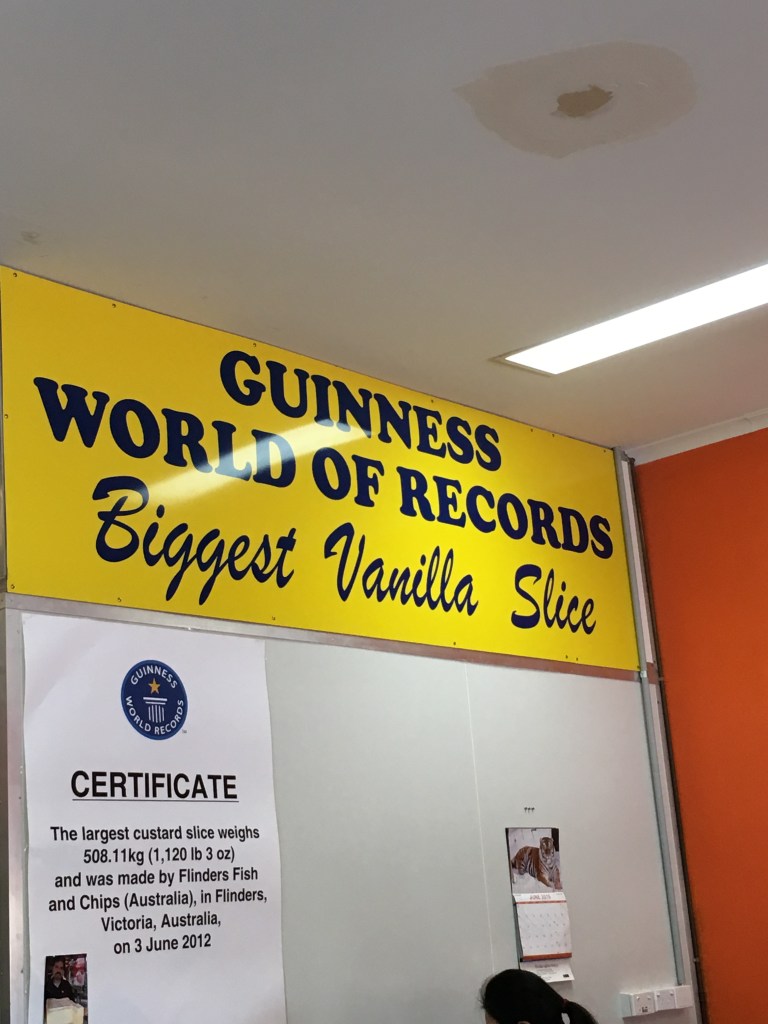 GUINNESS
WORLD OF RECORDS
Biggest Vanilla Slice
GUINNESS
WORLD RECORDS
TM
CERTIFICATE
The largest custard slice weighs
508.11kg (1,120 lb 3 oz)
and was made by Flinders Fish
and Chips (Australia), in Flinders,
Victoria, Australia,
on 3 June 2012